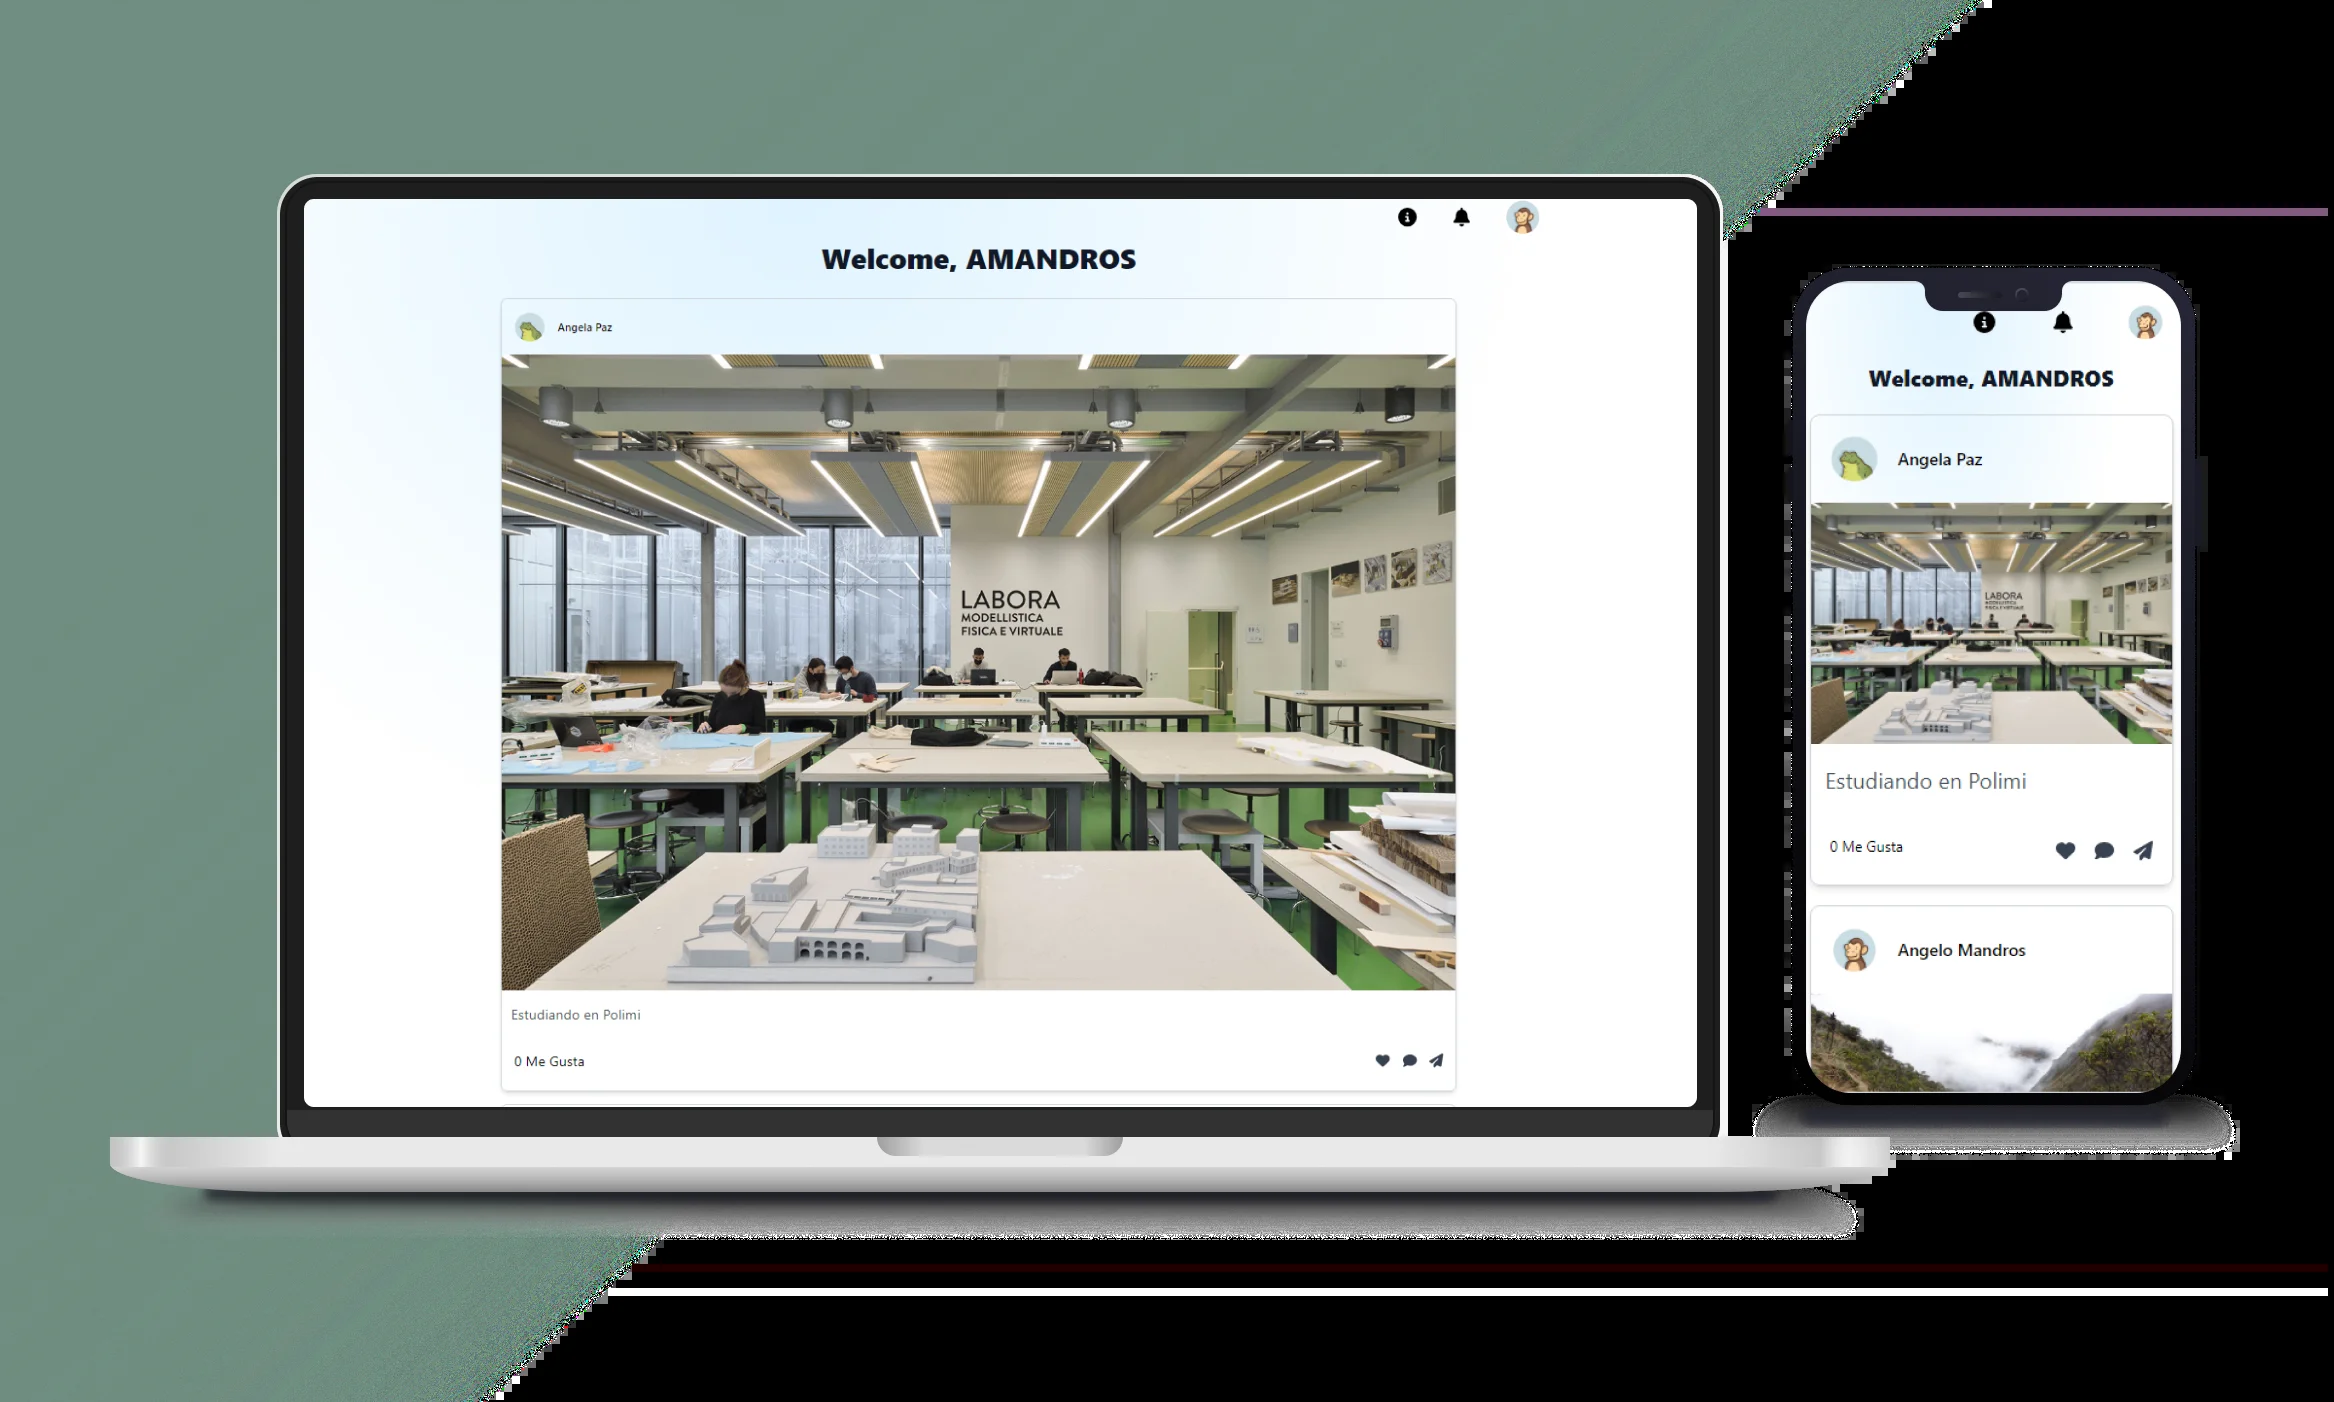 Welcome, AMANDROS
Angela Paz
LABORA
MODELLISTICA
FISICA E VIRTUALE
Estudiando en Polimi
0 Me Gusta
Welcome, AMANDROS
Angela Paz
LABORA
MODELLISTICA
FISICA E VIRTUALE
Estudiando en Polimi
0 Me Gusta
Angelo Mandros